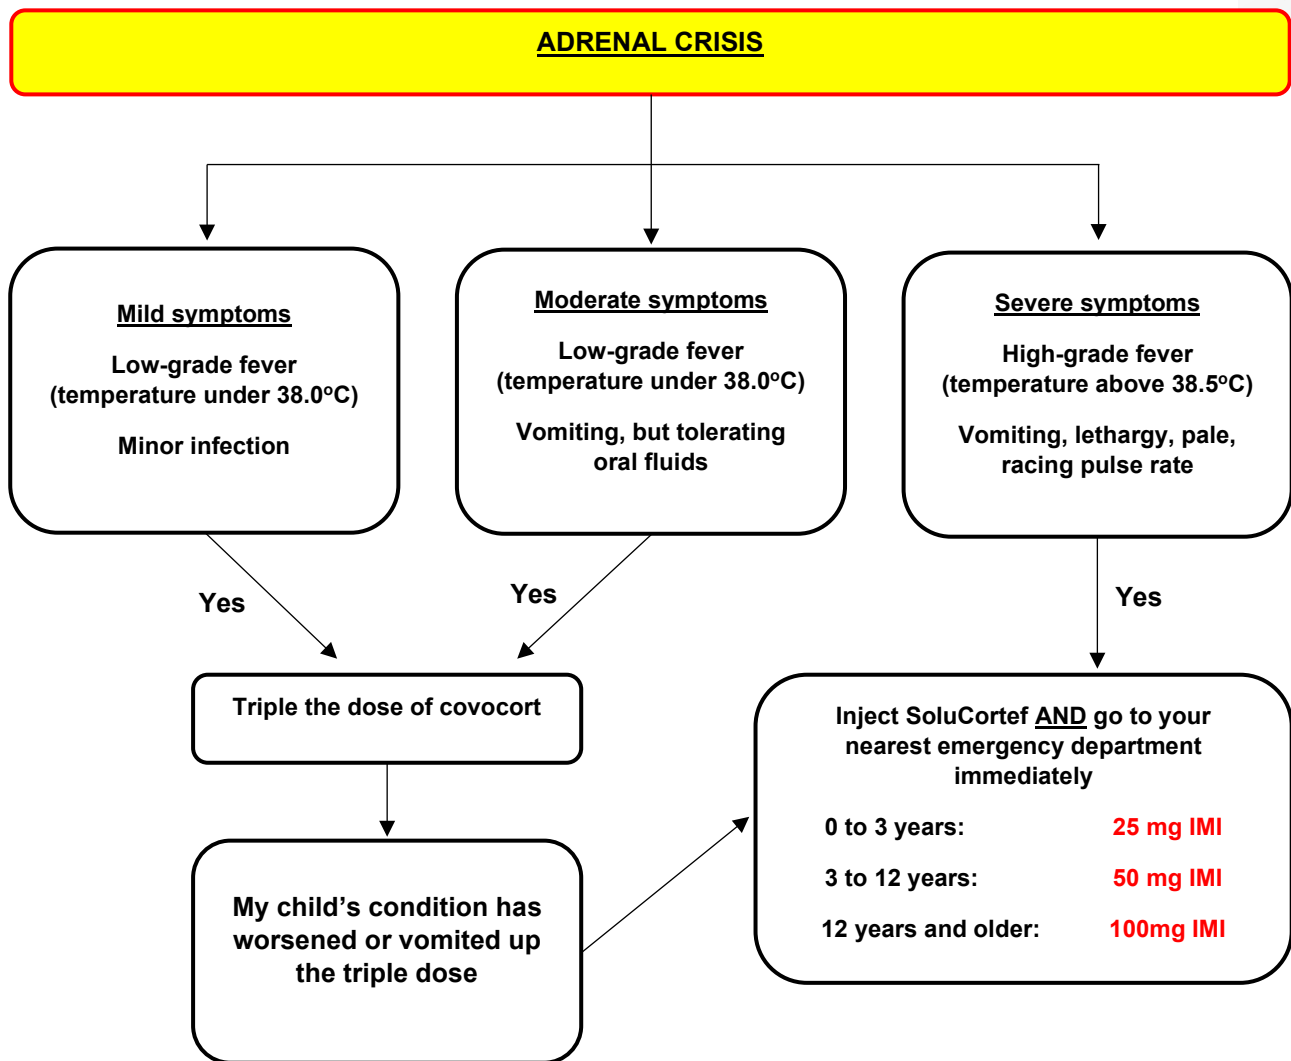 ADRENAL CRISIS
Mild symptoms
Low-grade fever
(temperature under 38.0ºC)
Minor infection
Moderate symptoms
Low-grade fever
(temperature under 38.0ºC)
Vomiting, but tolerating
oral fluids
Severe symptoms
High-grade fever
(temperature above 38.5ºC)
Vomiting, lethargy, pale,
racing pulse rate
Yes
Yes
Yes
Triple the dose of covocort
My child’s condition has
worsened or vomited up
the triple dose
Inject SoluCortef AND go to your
nearest emergency department
immediately
0 to 3 years: 25 mg IMI
3 to 12 years: 50 mg IMI
12 years and older: 100mg IMI